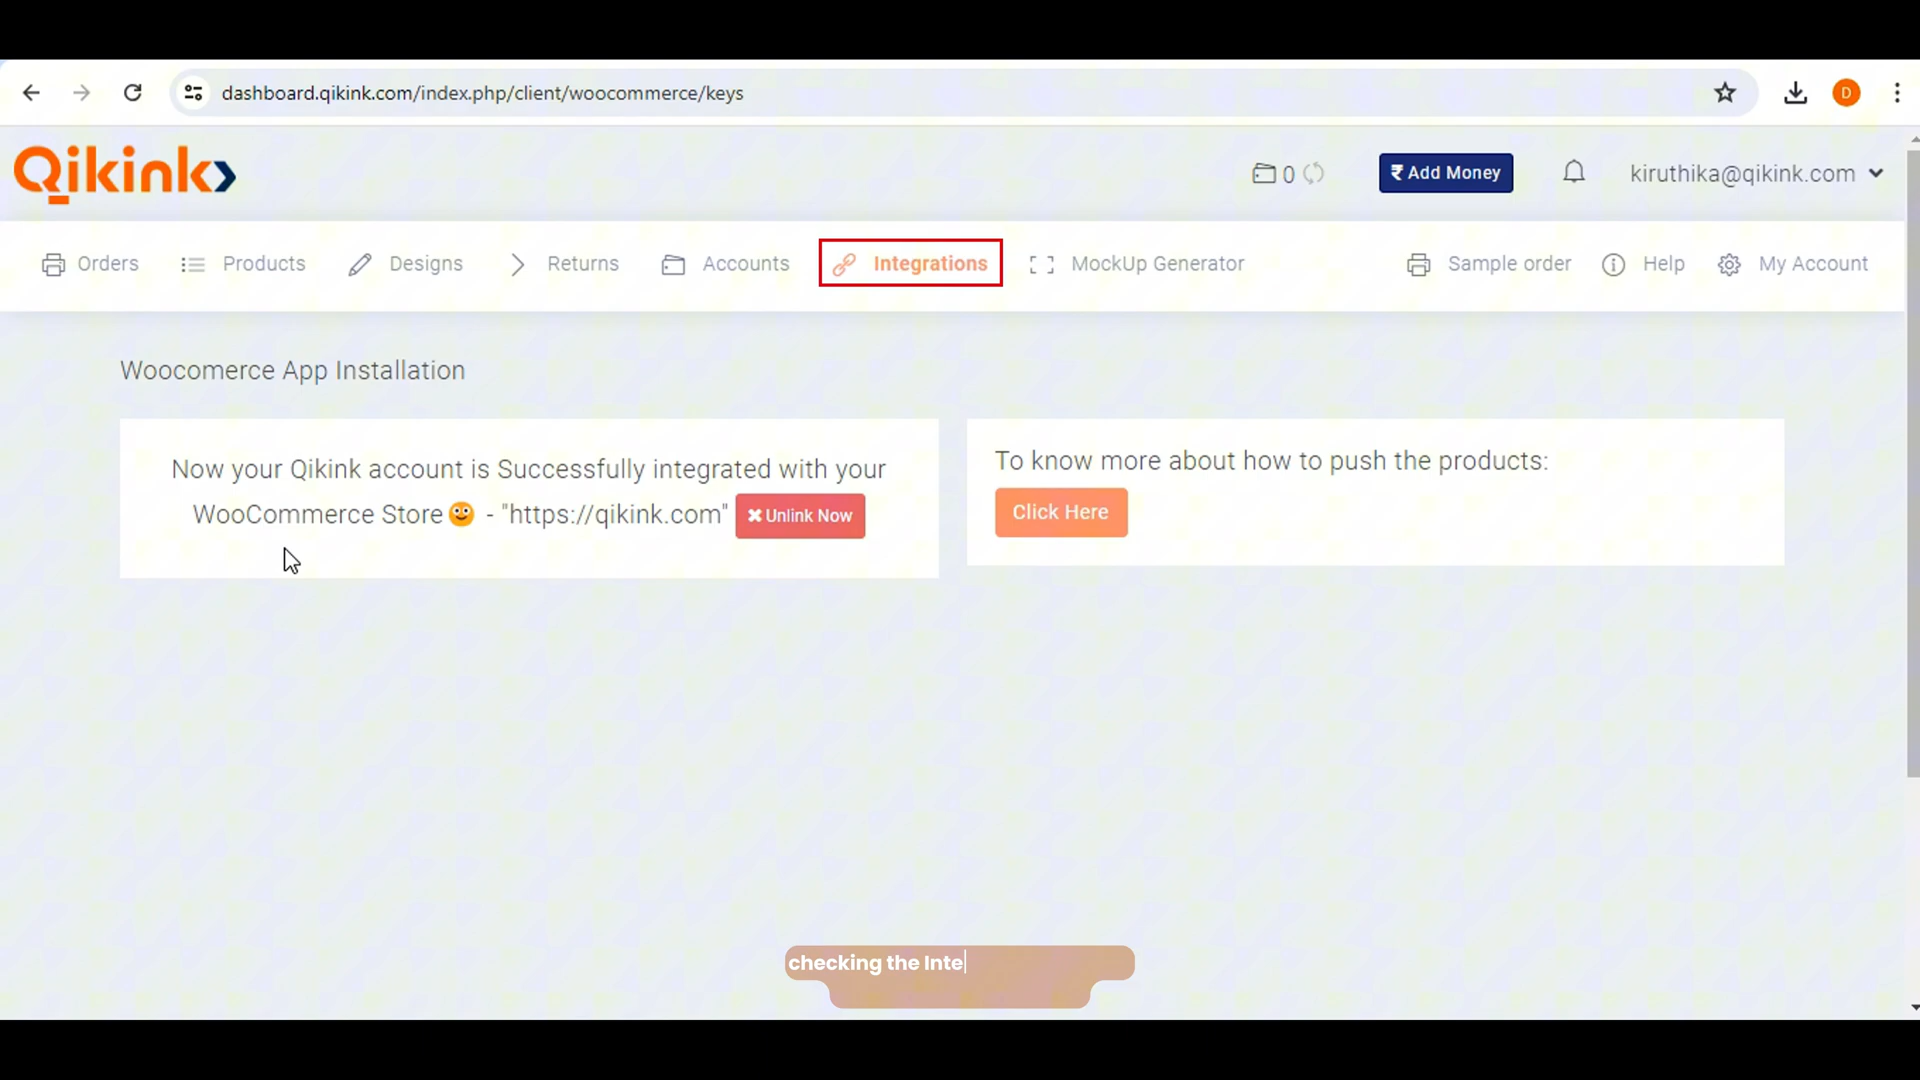 dashboard.qikink.com/index.php/client/woocommerce/keys
D
Qikink
0
₹ Add Money
kiruthika@qikink.com
Orders
Products
Designs
Returns
Accounts
Integrations
MockUp Generator
Sample order
Help
My Account
Woocomerce App Installation
Now your Qikink account is Successfully integrated with your
WooCommerce Store - "https://qikink.com"
Unlink Now
To know more about how to push the products:
Click Here
checking the Inte